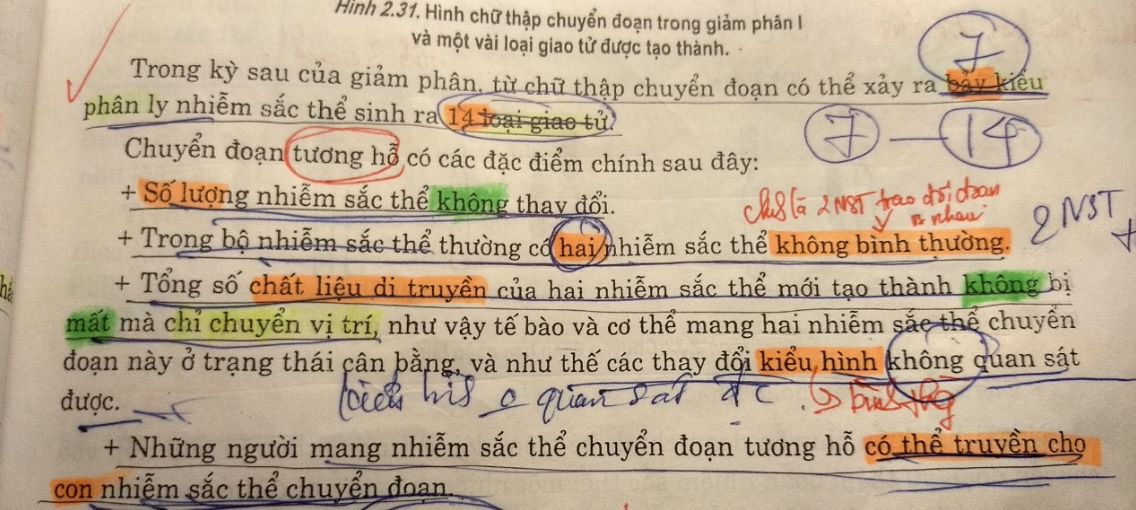 Hình 2.31. Hình chữ thập chuyển đoạn trong giảm phân I
và một vài loại giao tử được tạo thành.
7
Trong kỳ sau của giảm phân, từ chữ thập chuyển đoạn có thể xảy ra bảy kiểu
phân ly nhiễm sắc thể sinh ra 14 loại giao tử.
7 — 14
Chuyển đoạn tương hỗ có các đặc điểm chính sau đây:
+ Số lượng nhiễm sắc thể không thay đổi.
là 2 NST trao đổi đoạn
nhau
2 NST
+ Trong bộ nhiễm sắc thể thường có hai nhiễm sắc thể không bình thường.
+ Tổng số chất liệu di truyền của hai nhiễm sắc thể mới tạo thành không bị
mất mà chỉ chuyển vị trí, như vậy tế bào và cơ thể mang hai nhiễm sắc thể chuyển
đoạn này ở trạng thái cân bằng, và như thế các thay đổi kiểu hình không quan sát
được.
quan sát đc
+ Những người mang nhiễm sắc thể chuyển đoạn tương hỗ có thể truyền cho
con nhiễm sắc thể chuyển đoạn.